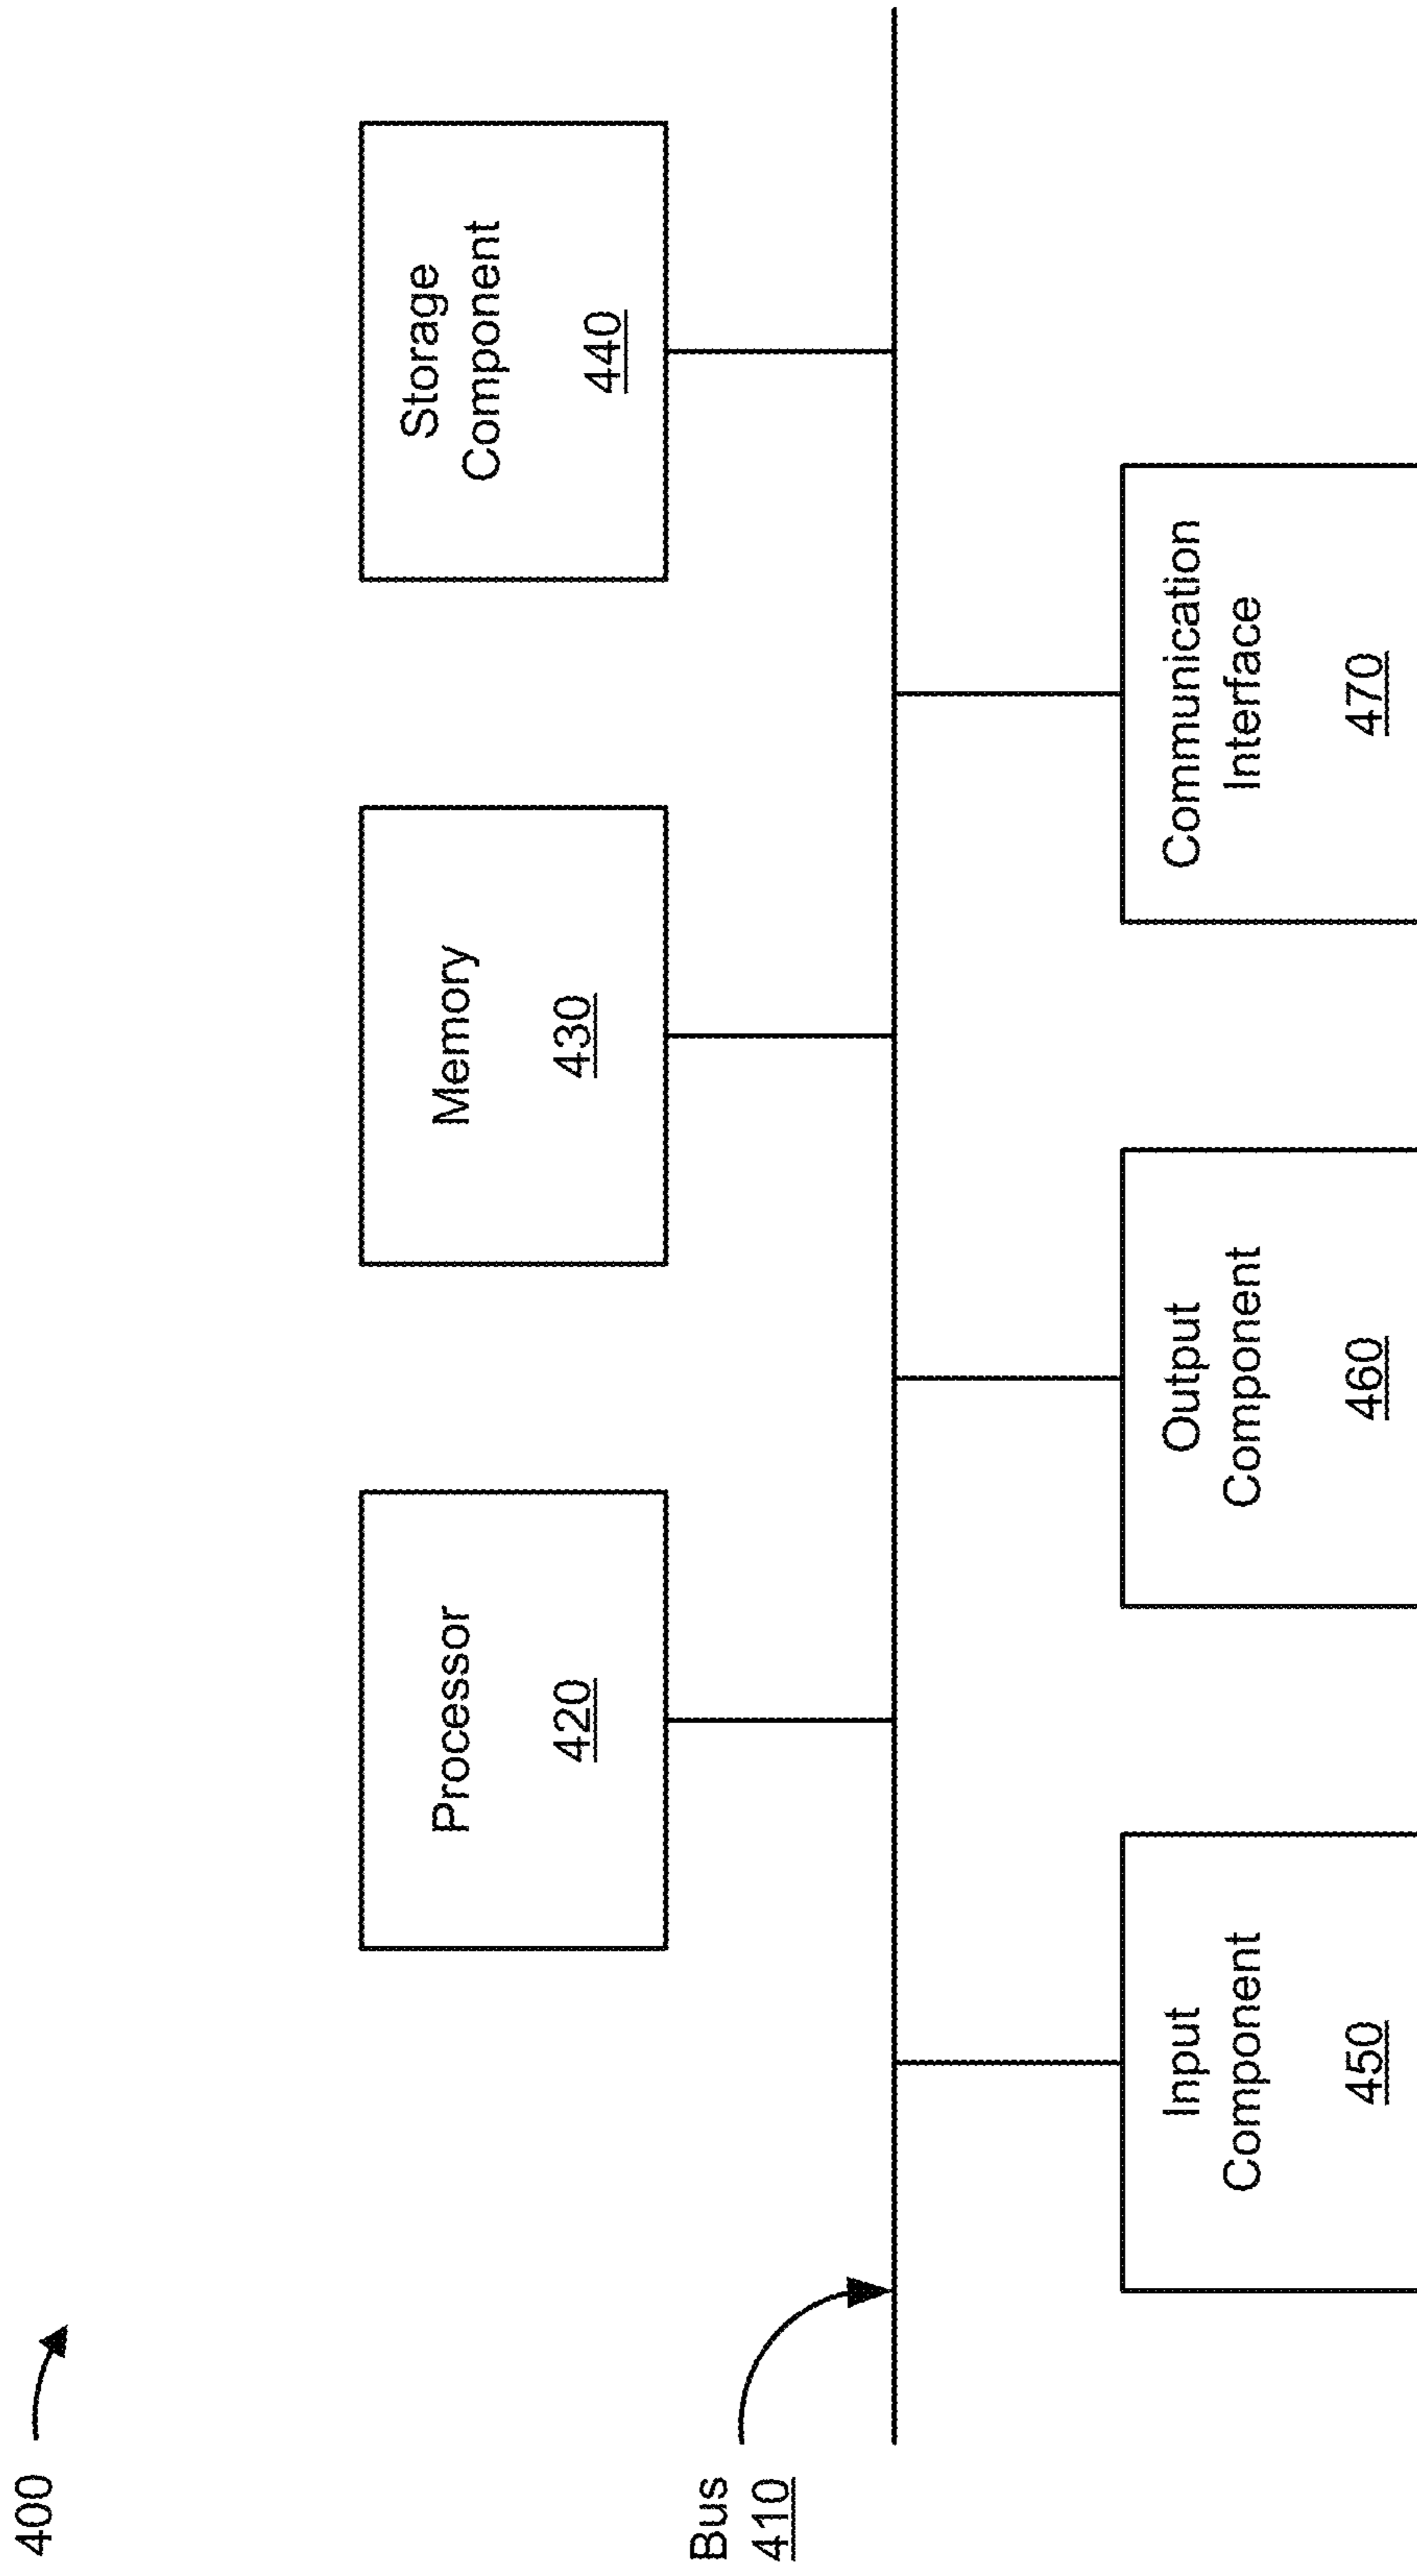 400
Processor
420
Memory
430
Storage
Component
440
Bus
410
Input
Component
450
Output
Component
460
Communication
Interface
470